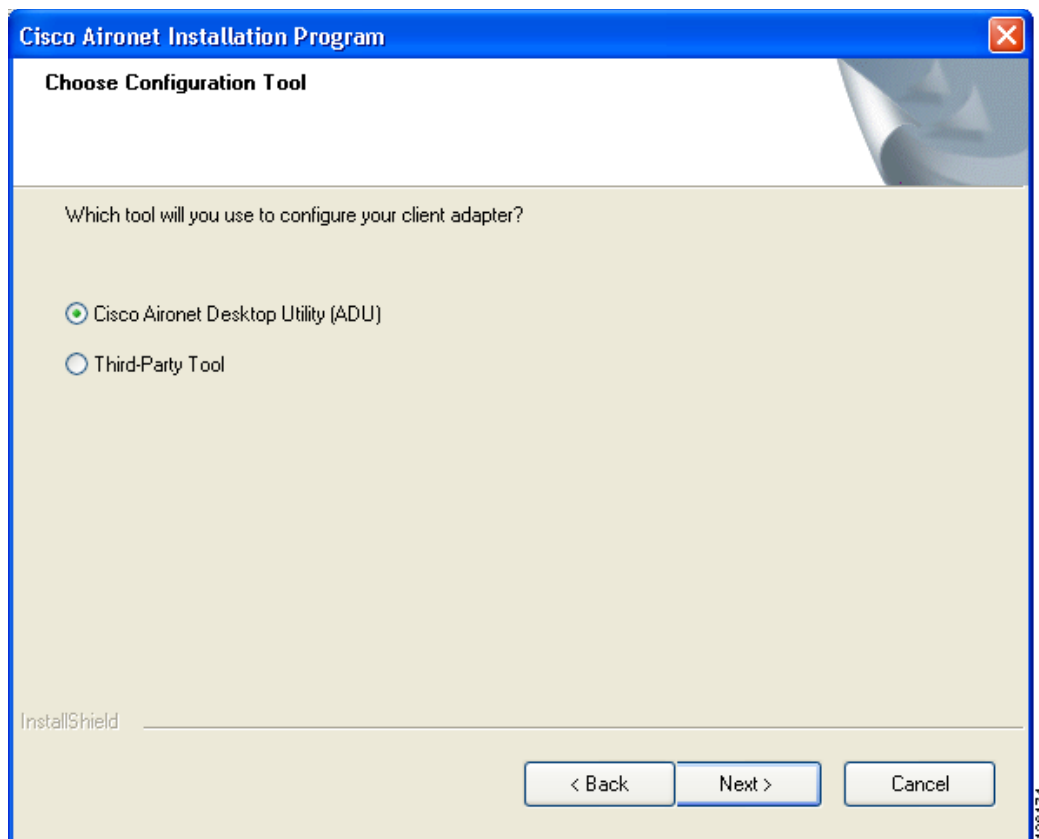 Cisco Aironet Installation Program
Choose Configuration Tool
Which tool will you use to configure your client adapter?
Cisco Aironet Desktop Utility (ADU)
Third-Party Tool
InstallShield
< Back
Next >
Cancel